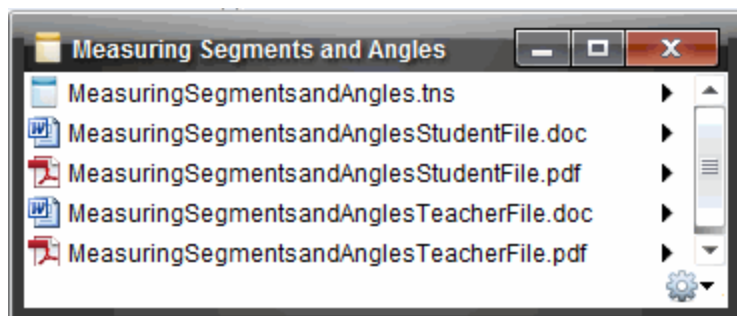 Measuring Segments and Angles
MeasuringSegmentsandAngles.tns
MeasuringSegmentsandAnglesStudentFile.doc
MeasuringSegmentsandAnglesStudentFile.pdf
MeasuringSegmentsandAnglesTeacherFile.doc
MeasuringSegmentsandAnglesTeacherFile.pdf